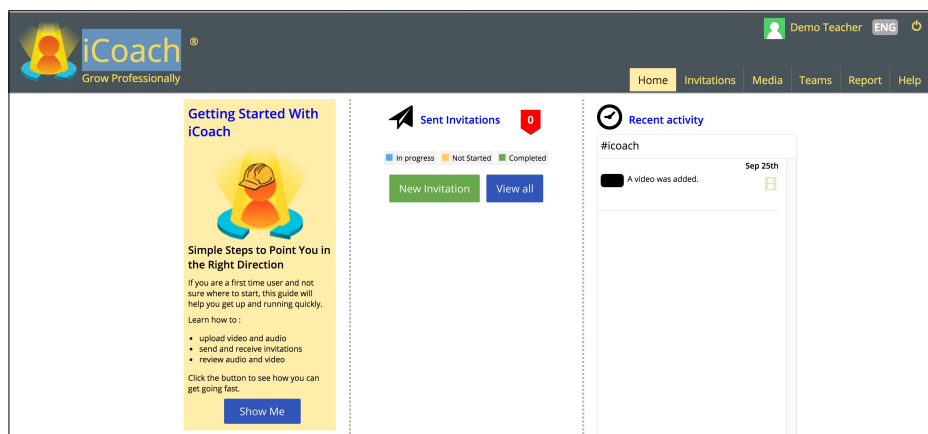 iCoach ®
Grow Professionally
Demo Teacher ENG
Home Invitations Media Teams Report Help
Getting Started With
iCoach
Simple Steps to Point You in
the Right Direction
If you are a first time user and not
sure where to start, this guide will
help you get up and running quickly.
Learn how to :
• upload video and audio
• send and receive invitations
• review audio and video
Click the button to see how you can
get going fast.
Show Me
Sent Invitations 0
In progress Not Started Completed
New Invitation View all
Recent activity
#icoach
Sep 25th
A video was added.